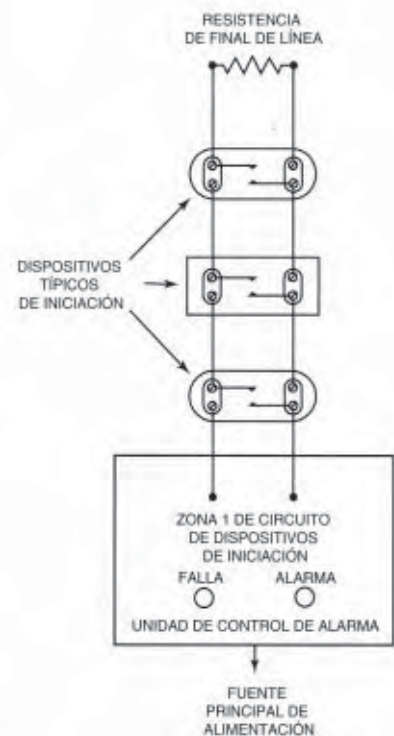 RESISTENCIA
DE FINAL DE LÍNEA
DISPOSITIVOS
TÍPICOS
DE INICIACIÓN
ZONA 1 DE CIRCUITO
DE DISPOSITIVOS
DE INICIACIÓN
FALLA ALARMA
UNIDAD DE CONTROL DE ALARMA
FUENTE
PRINCIPAL DE
ALIMENTACIÓN